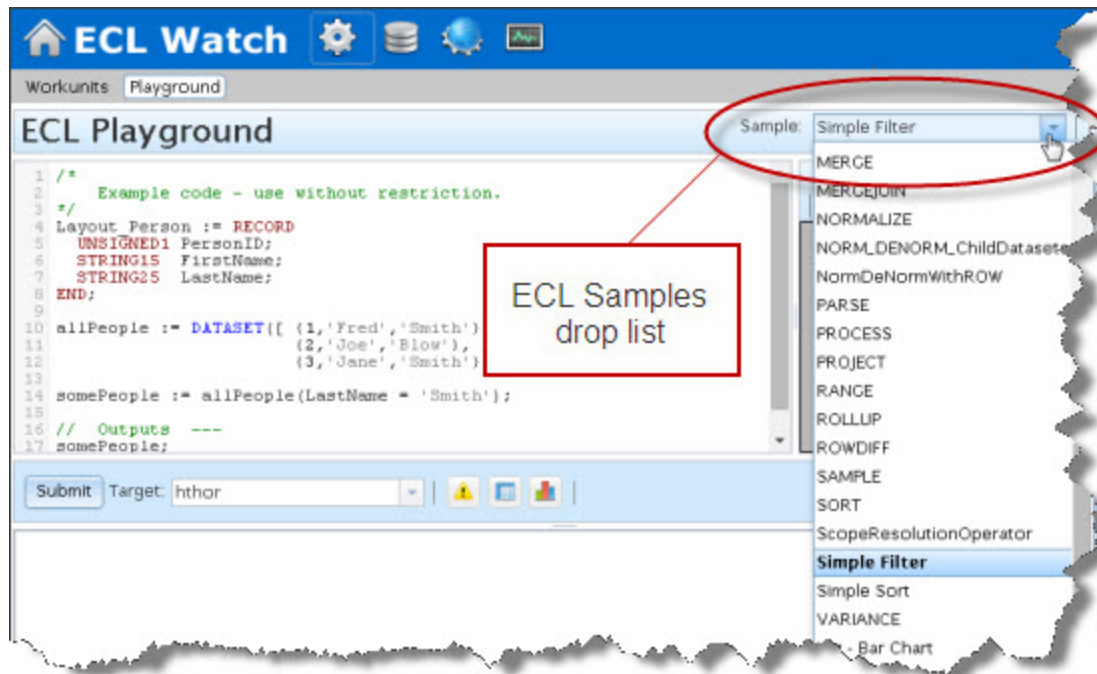 ECL Watch
Workunits Playground
ECL Playground
Sample: Simple Filter
1 /*
2 Example code - use without restriction.
3 */
4 Layout_Person := RECORD
5 UNSIGNED1 PersonID;
6 STRING15 FirstName;
7 STRING25 LastName;
8 END;
9
10 allPeople := DATASET([ {1,'Fred','Smith'}
11 {2,'Joe','Blow'},
12 {3,'Jane','Smith'}
13
14 somePeople := allPeople(LastName = 'Smith');
15
16 // Outputs ---
17 somePeople;
ECL Samples
drop list
MERGE
MERGEJOIN
NORMALIZE
NORM_DENORM_ChildDatasets
NormDeNormWithROW
PARSE
PROCESS
PROJECT
RANGE
ROLLUP
ROWDIFF
SAMPLE
SORT
ScopeResolutionOperator
Simple Filter
Simple Sort
VARIANCE
- Bar Chart
Submit Target: hthor